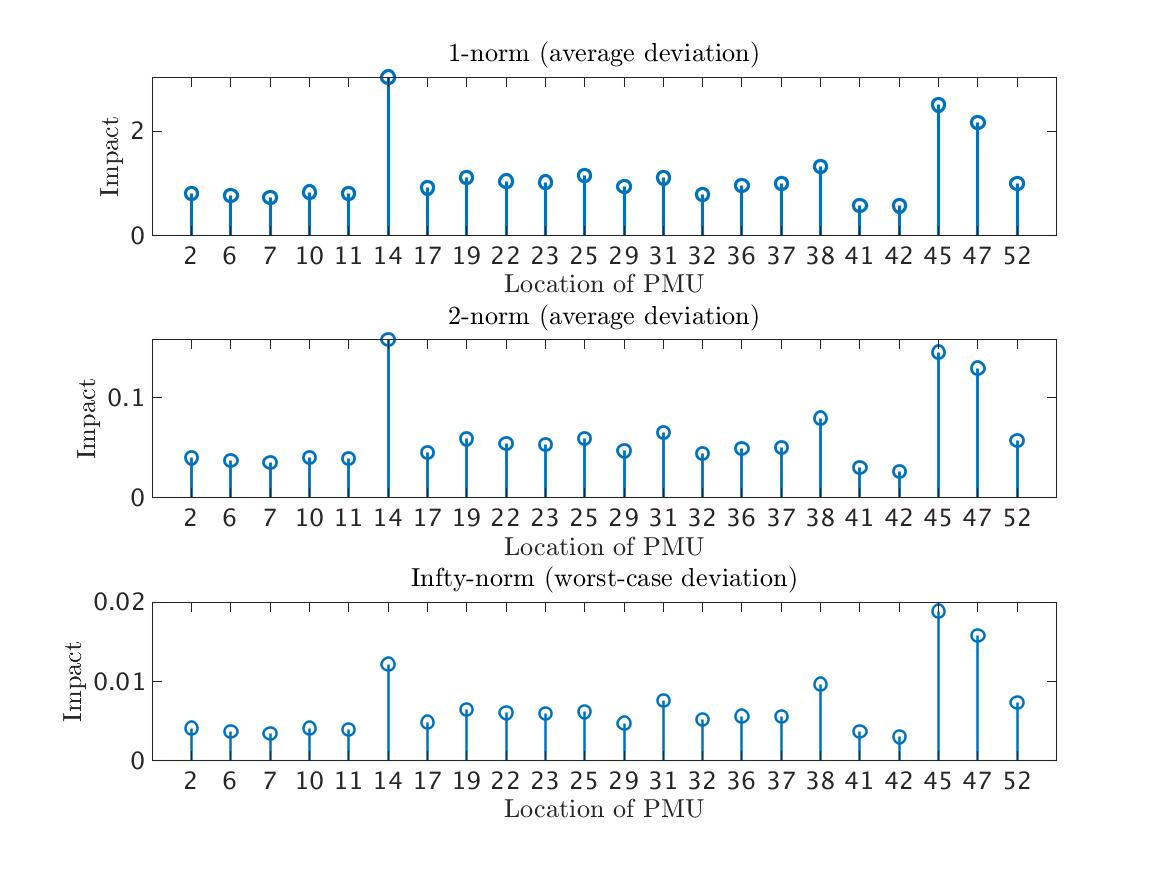 1-norm (average deviation)
Impact
2
0
2 6 7 10 11 14 17 19 22 23 25 29 31 32 36 37 38 41 42 45 47 52
Location of PMU
2-norm (average deviation)
Impact
0.1
0
2 6 7 10 11 14 17 19 22 23 25 29 31 32 36 37 38 41 42 45 47 52
Location of PMU
Infty-norm (worst-case deviation)
Impact
0.02
0.01
0
2 6 7 10 11 14 17 19 22 23 25 29 31 32 36 37 38 41 42 45 47 52
Location of PMU